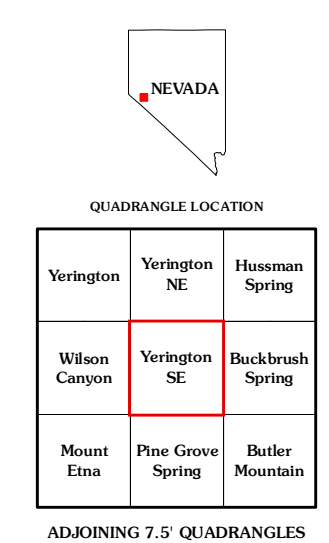 NEVADA
QUADRANGLE LOCATION
Yerington
Yerington
NE
Hussman
Spring
Wilson
Canyon
Yerington
SE
Buckbrush
Spring
Mount
Etna
Pine Grove
Spring
Butler
Mountain
ADJOINING 7.5' QUADRANGLES